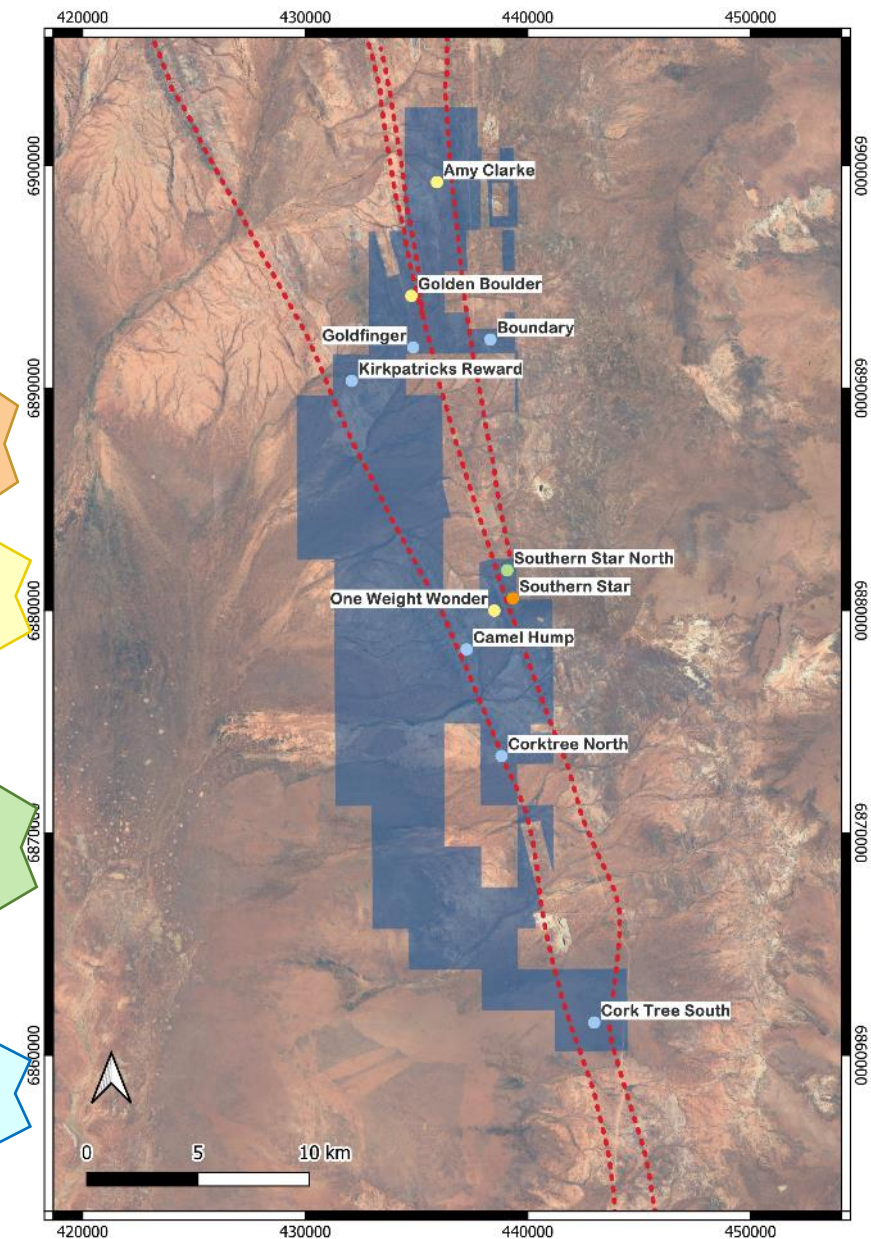 420000 430000 440000 450000
6900000
6900000
Amy Clarke
Golden Boulder
Boundary
Goldfinger
Kirkpatricks Reward
6890000
6890000
Southern Star North
Southern Star
One Weight Wonder
6880000
6880000
Camel Hump
Corktree North
6870000
6870000
Cork Tree South
6860000
6860000
0 5 10 km
420000 430000 440000 450000